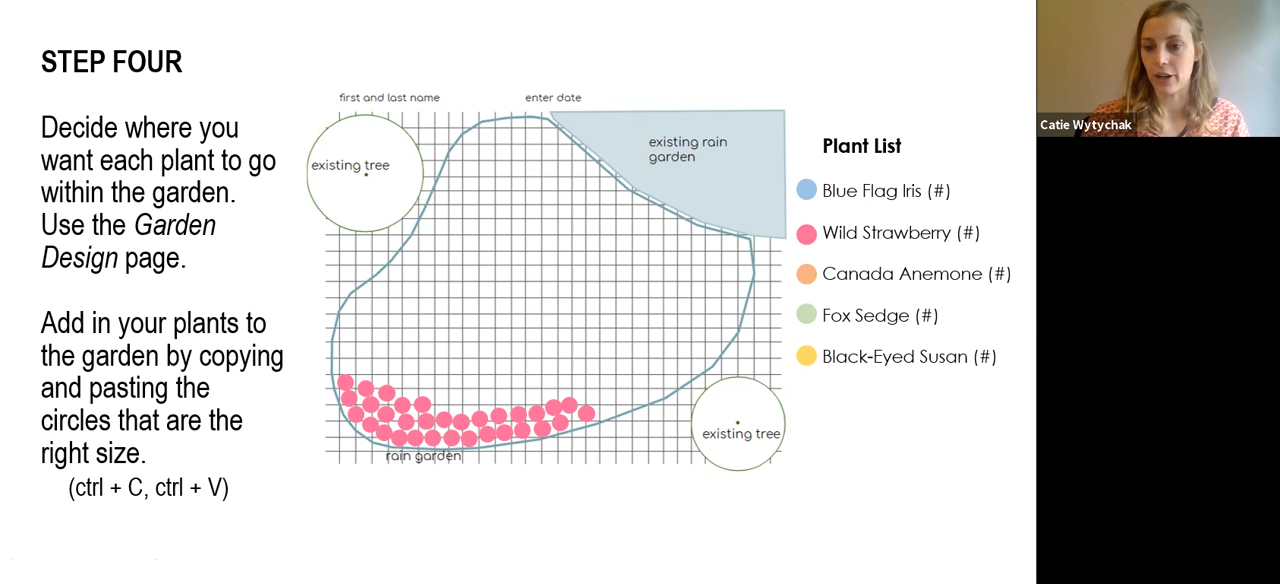 STEP FOUR
Decide where you
want each plant to go
within the garden.
Use the Garden
Design page.
Add in your plants to
the garden by copying
and pasting the
circles that are the
right size.
(ctrl + C, ctrl + V)
first and last name
enter date
existing tree
existing rain
garden
existing tree
rain garden
Plant List
Blue Flag Iris (#)
Wild Strawberry (#)
Canada Anemone (#)
Fox Sedge (#)
Black-Eyed Susan (#)
Catie Wytychak